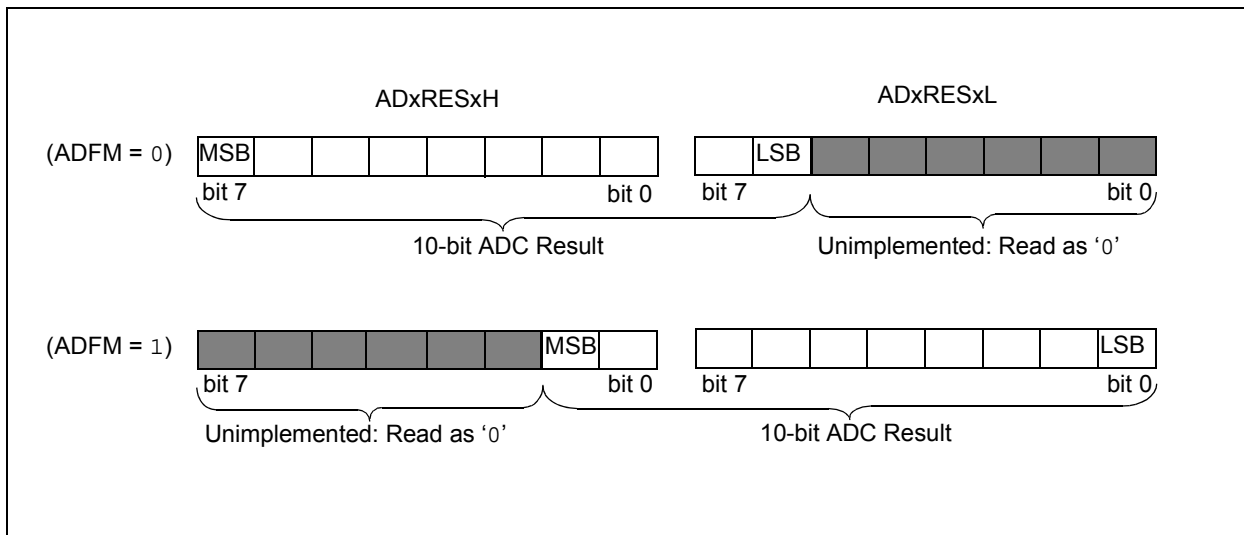 ADxRESxH ADxRESxL
(ADFM = 0) MSB LSB
bit 7 bit 0 bit 7 bit 0
10-bit ADC Result Unimplemented: Read as ‘0’
(ADFM = 1) MSB LSB
bit 7 bit 0 bit 7 bit 0
Unimplemented: Read as ‘0’ 10-bit ADC Result